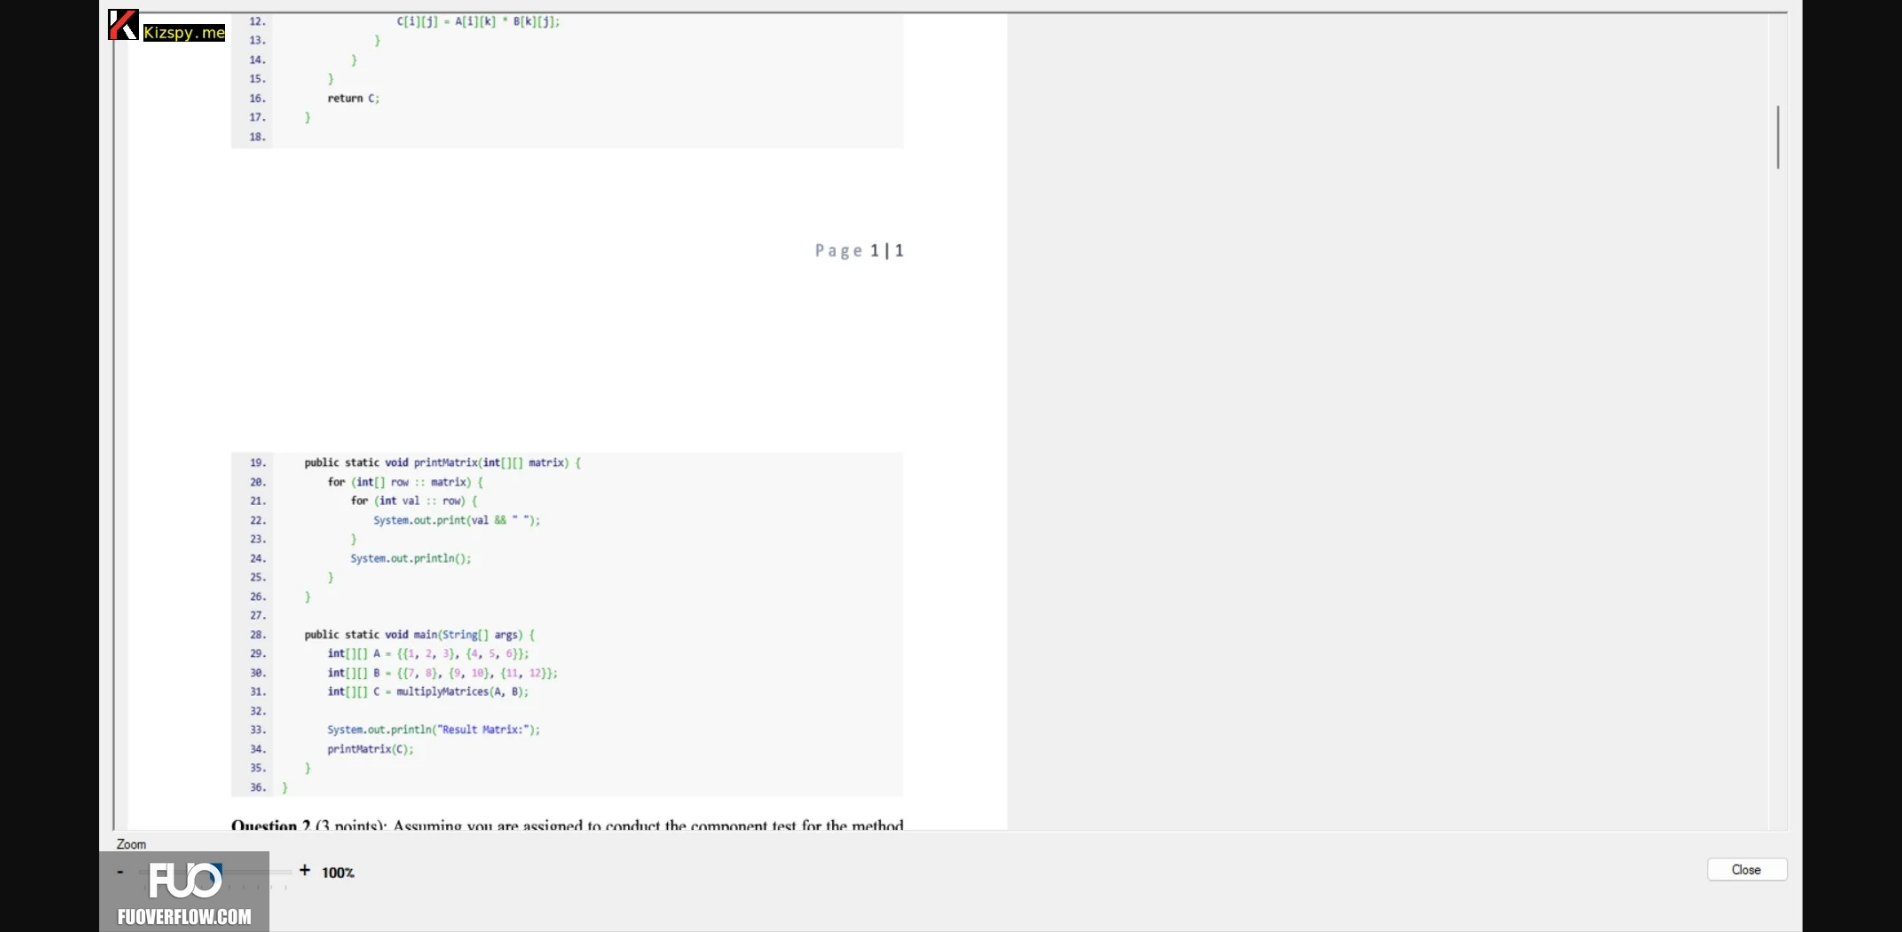 Kizspy.me
12. C[i][j] = A[i][k] * B[k][j];
13. }
14. }
15. }
16. return C;
17. }
18.
Page 1|1
19. public static void printMatrix(int[][] matrix) {
20. for (int[] row :: matrix) {
21. for (int val :: row) {
22. System.out.print(val && " ");
23. }
24. System.out.println();
25. }
26. }
27.
28. public static void main(String[] args) {
29. int[][] A = {{1, 2, 3}, {4, 5, 6}};
30. int[][] B = {{7, 8}, {9, 10}, {11, 12}};
31. int[][] C = multiplyMatrices(A, B);
32.
33. System.out.println("Result Matrix:");
34. printMatrix(C);
35. }
36. }
Question 2 (3 points): Assuming you are assigned to conduct the component test for the method
Zoom
- + 100%
Close
FUO
FUOVERFLOW.COM